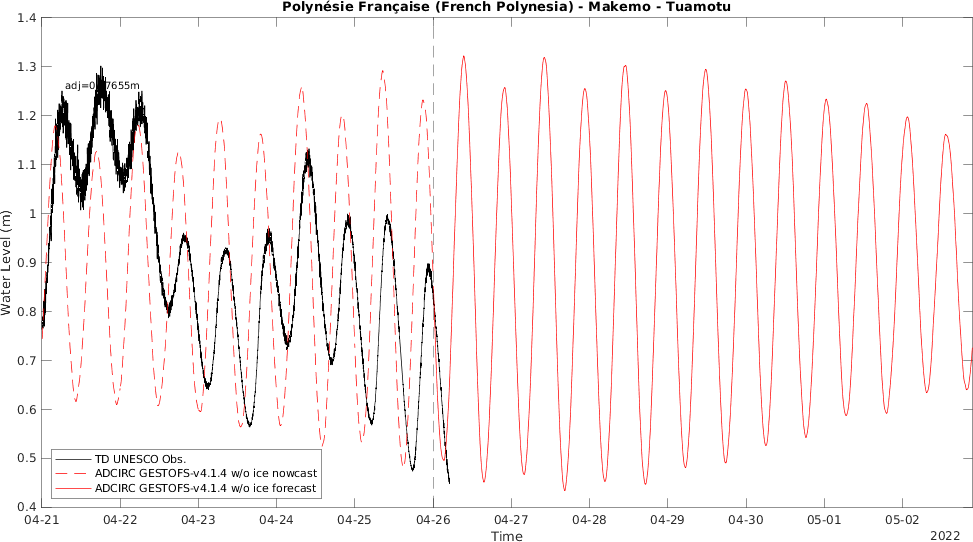 Polynésie Française (French Polynesia) - Makemo - Tuamotu
1.4
1.3
1.2
1.1
1
0.9
0.8
0.7
0.6
0.5
0.4
Water Level (m)
TD UNESCO Obs.
ADCIRC GESTOFS-v4.1.4 w/o ice nowcast
ADCIRC GESTOFS-v4.1.4 w/o ice forecast
04-21 04-22 04-23 04-24 04-25 04-26 04-27 04-28 04-29 04-30 05-01 05-02
Time
2022